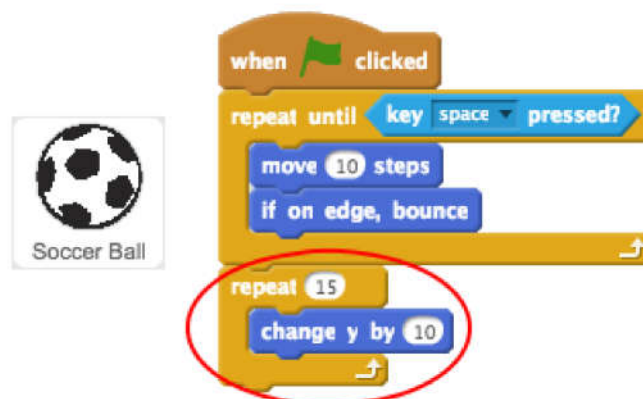 when clicked
repeat until key space pressed?
move 10 steps
if on edge, bounce
Soccer Ball
repeat 15
change y by 10